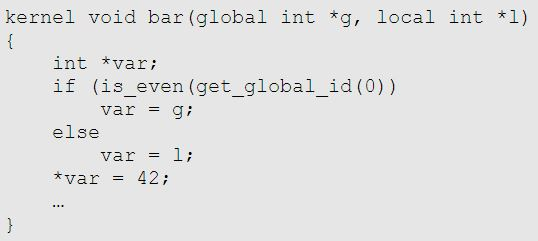 kernel void bar(global int *g, local int *l)
{
    int *var;
    if (is_even(get_global_id(0))
        var = g;
    else
        var = l;
    *var = 42;
    …
}